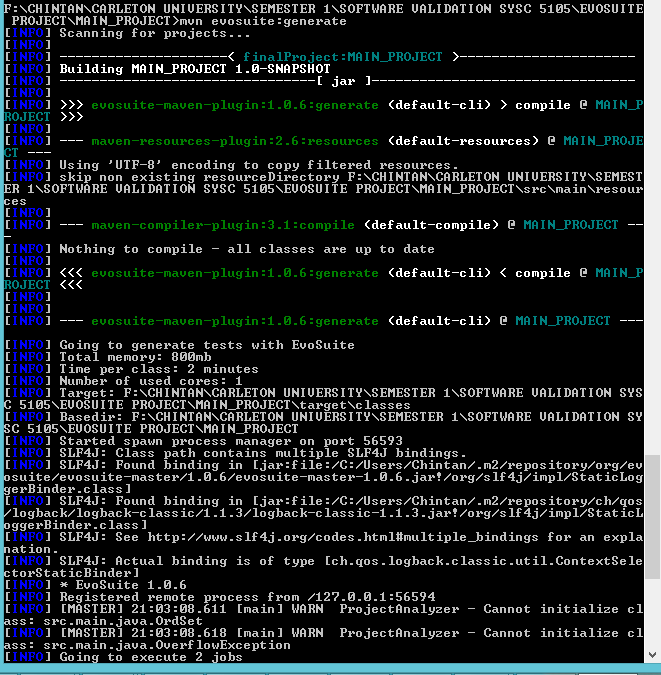 F:\CHINTAN\CARLETON UNIVERSITY\SEMESTER 1\SOFTWARE VALIDATION SYSC 5105\EVOSUITE
 PROJECT\MAIN_PROJECT>mvn evosuite:generate
[INFO] Scanning for projects...
[INFO]
[INFO] ---------------------< finalProject:MAIN_PROJECT >----------------------
[INFO] Building MAIN_PROJECT 1.0-SNAPSHOT
[INFO] --------------------------------[ jar ]---------------------------------
[INFO]
[INFO] >>> evosuite-maven-plugin:1.0.6:generate (default-cli) > compile @ MAIN_P
ROJECT >>>
[INFO]
[INFO] --- maven-resources-plugin:2.6:resources (default-resources) @ MAIN_PROJE
CT ---
[INFO] Using 'UTF-8' encoding to copy filtered resources.
[INFO] skip non existing resourceDirectory F:\CHINTAN\CARLETON UNIVERSITY\SEMEST
ER 1\SOFTWARE VALIDATION SYSC 5105\EVOSUITE PROJECT\MAIN_PROJECT\src\main\resour
ces
[INFO]
[INFO] --- maven-compiler-plugin:3.1:compile (default-compile) @ MAIN_PROJECT --
-
[INFO] Nothing to compile - all classes are up to date
[INFO]
[INFO] <<< evosuite-maven-plugin:1.0.6:generate (default-cli) < compile @ MAIN_P
ROJECT <<<
[INFO]
[INFO]
[INFO] --- evosuite-maven-plugin:1.0.6:generate (default-cli) @ MAIN_PROJECT ---
[INFO]
[INFO] Going to generate tests with EvoSuite
[INFO] Total memory: 800mb
[INFO] Time per class: 2 minutes
[INFO] Number of used cores: 1
[INFO] Target: F:\CHINTAN\CARLETON UNIVERSITY\SEMESTER 1\SOFTWARE VALIDATION SYS
C 5105\EVOSUITE PROJECT\MAIN_PROJECT\target\classes
[INFO] Basedir: F:\CHINTAN\CARLETON UNIVERSITY\SEMESTER 1\SOFTWARE VALIDATION SY
SC 5105\EVOSUITE PROJECT\MAIN_PROJECT
[INFO] Started spawn process manager on port 56593
[INFO] SLF4J: Class path contains multiple SLF4J bindings.
[INFO] SLF4J: Found binding in [jar:file:/C:/Users/Chintan/.m2/repository/org/ev
osuite/evosuite-master/1.0.6/evosuite-master-1.0.6.jar!/org/slf4j/impl/StaticLog
gerBinder.class]
[INFO] SLF4J: Found binding in [jar:file:/C:/Users/Chintan/.m2/repository/ch/qos
/logback/logback-classic/1.1.3/logback-classic-1.1.3.jar!/org/slf4j/impl/StaticL
oggerBinder.class]
[INFO] SLF4J: See http://www.slf4j.org/codes.html#multiple_bindings for an expla
nation.
[INFO] SLF4J: Actual binding is of type [ch.qos.logback.classic.util.ContextSele
ctorStaticBinder]
[INFO] * EvoSuite 1.0.6
[INFO] Registered remote process from /127.0.0.1:56594
[INFO] [MASTER] 21:03:08.611 [main] WARN  ProjectAnalyzer - Cannot initialize cl
ass: src.main.java.OrdSet
[INFO] [MASTER] 21:03:08.618 [main] WARN  ProjectAnalyzer - Cannot initialize cl
ass: src.main.java.OverflowException
[INFO] Going to execute 2 jobs